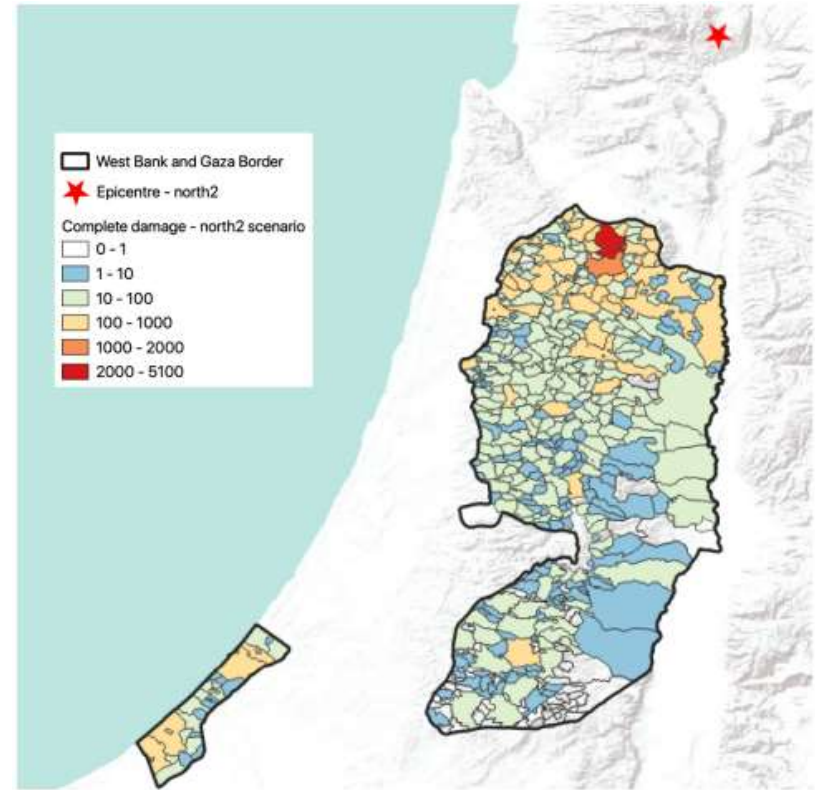 West Bank and Gaza Border
Epicentre - north2
Complete damage - north2 scenario
0 - 1
1 - 10
10 - 100
100 - 1000
1000 - 2000
2000 - 5100